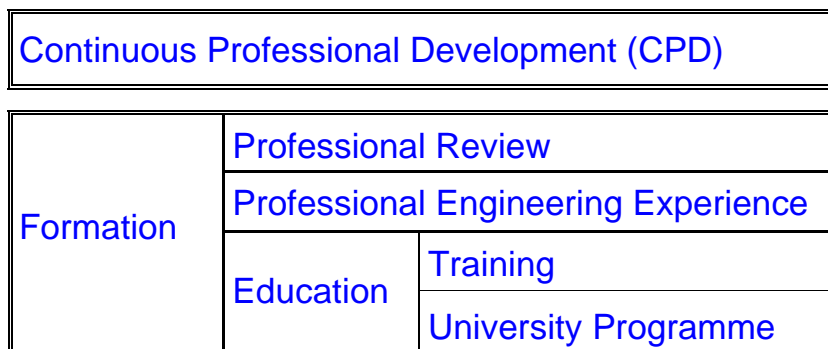 Continuous Professional Development (CPD)
Formation
Professional Review
Professional Engineering Experience
Education
Training
University Programme